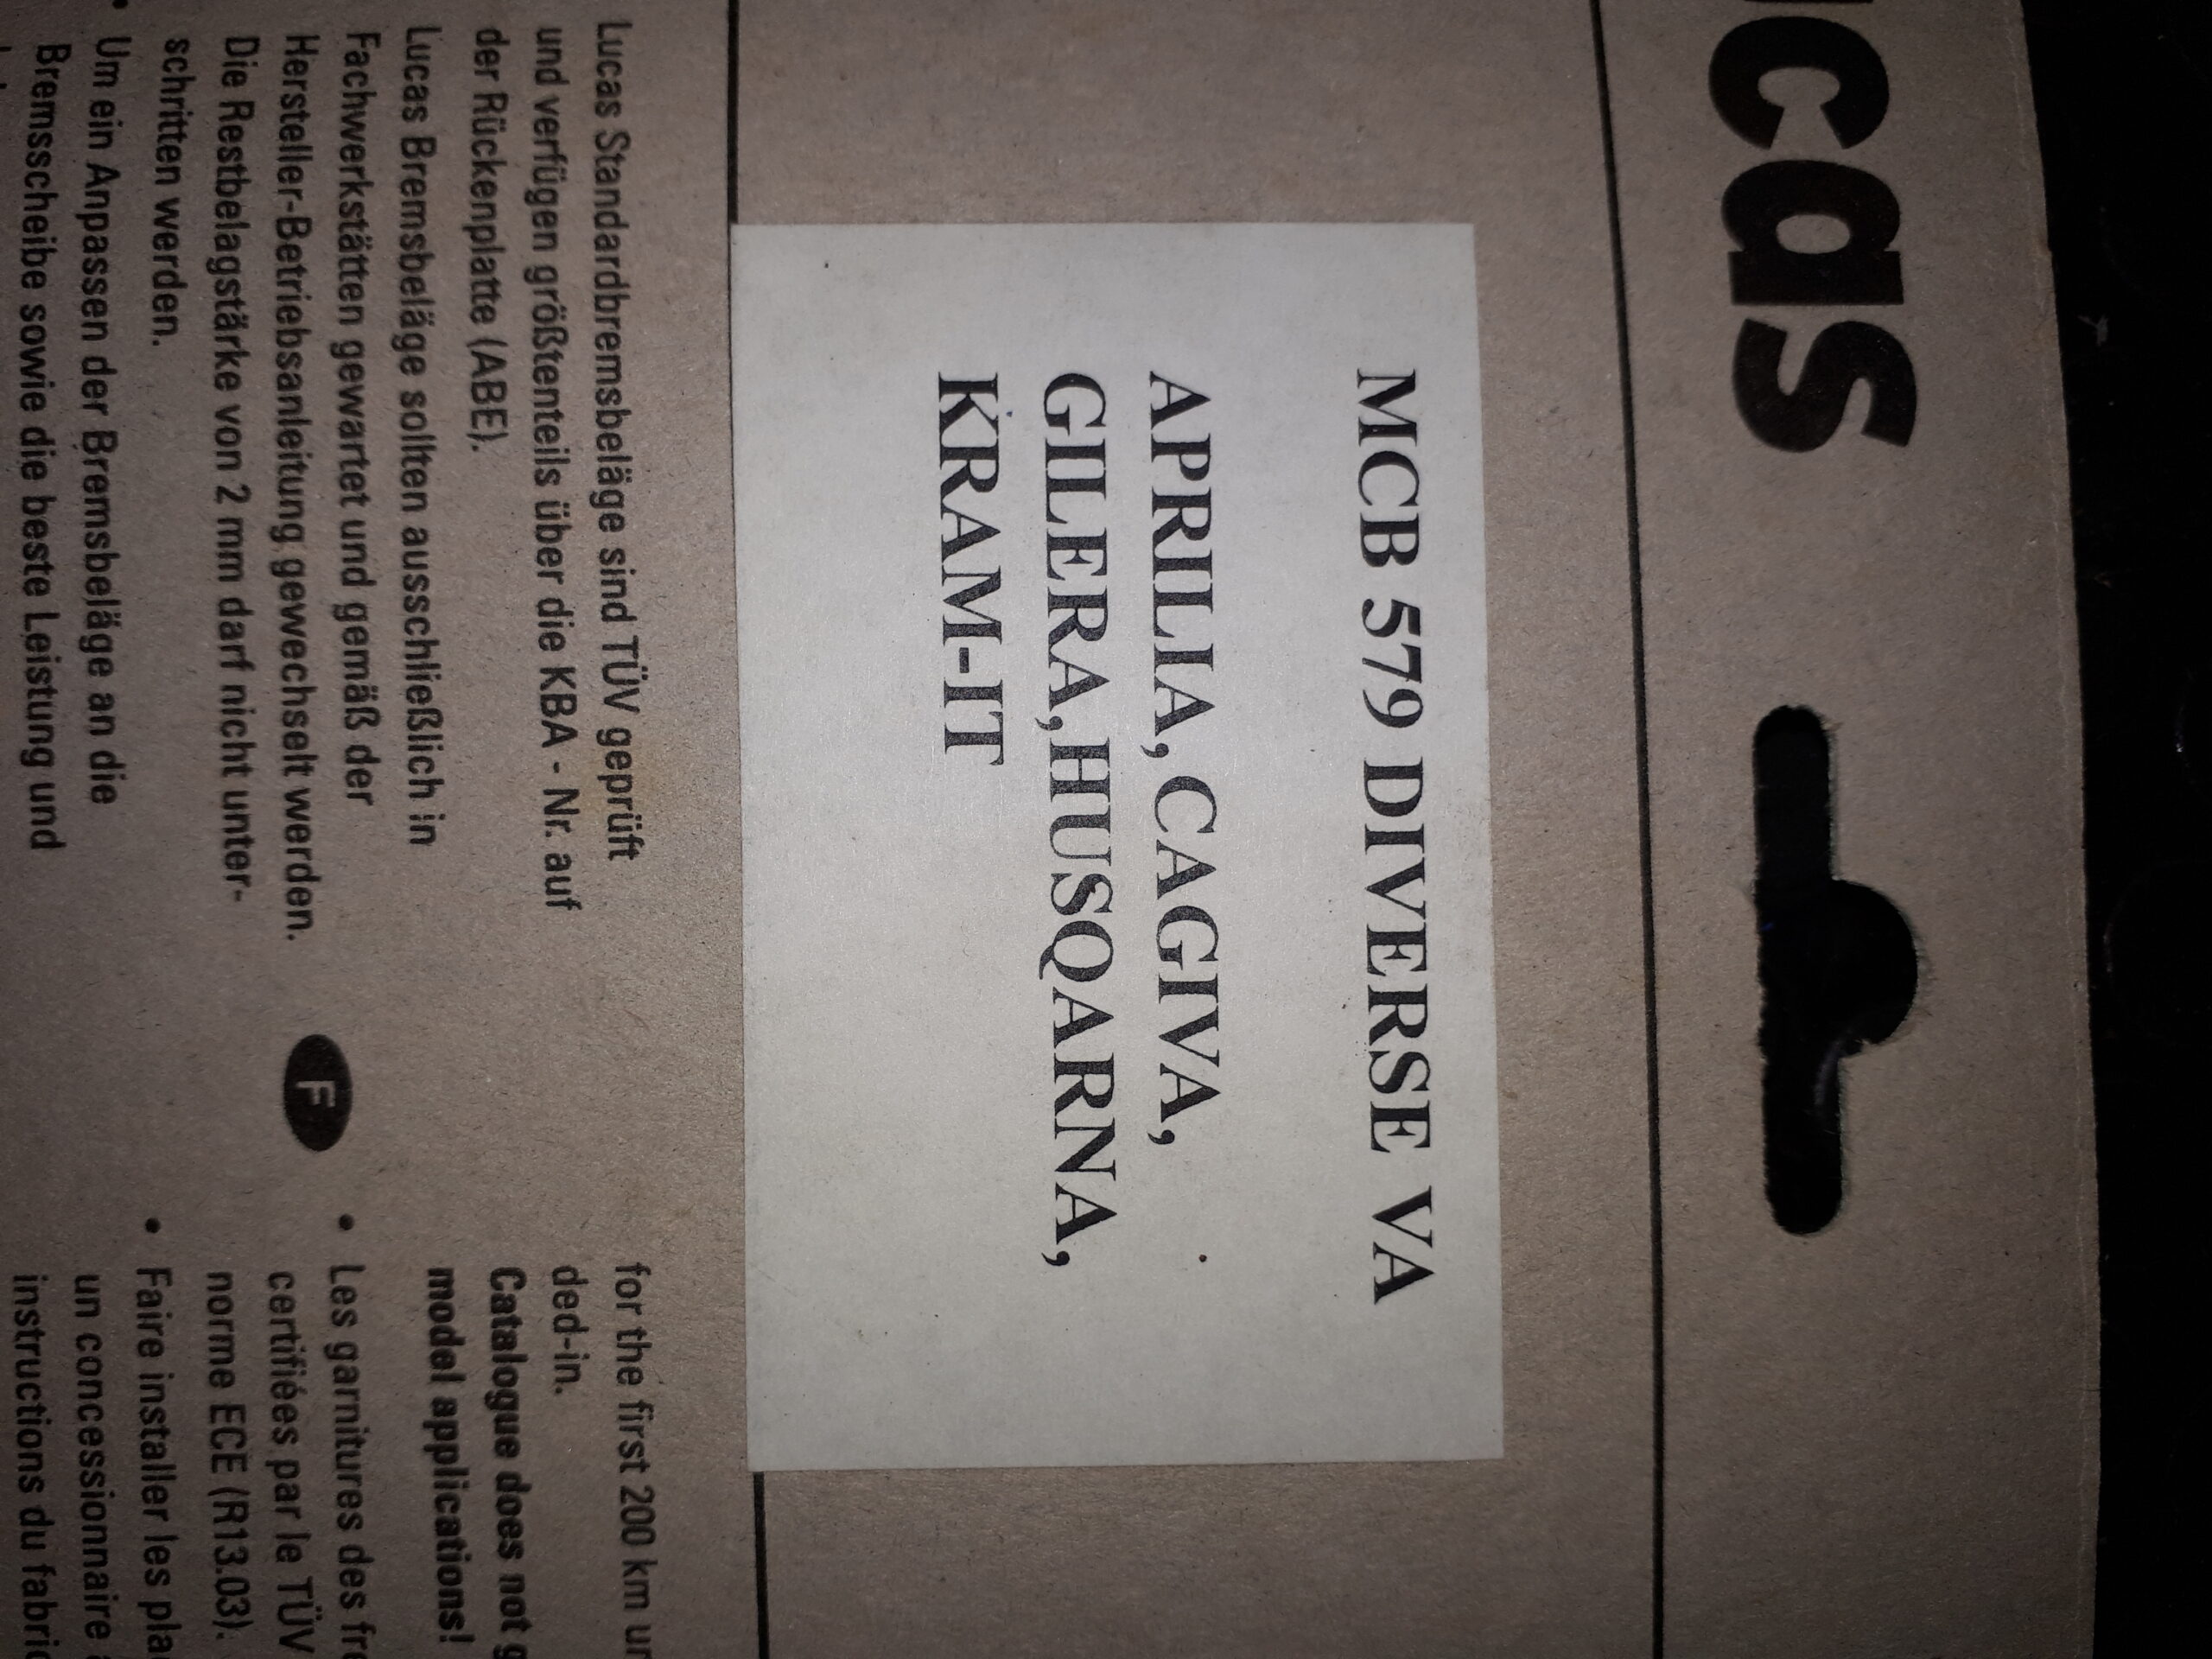 cas
MCB 579 DIVERSE VA
APRILIA, CAGIVA,
GILERA,HUSQARNA,
KRAM-IT
Lucas Standardbremsbeläge sind TÜV geprüft
und verfügen größtenteils über die KBA - Nr. auf
der Rückenplatte (ABE).
Lucas Bremsbeläge sollten ausschließlich in
Fachwerkstätten gewartet und gemäß der
Hersteller-Betriebsanleitung gewechselt werden.
Die Restbelagstärke von 2 mm darf nicht unter-
schritten werden.
• Um ein Anpassen der Bremsbeläge an die
Bremsscheibe sowie die beste Leistung und
for the first 200 km
ded-in.
Catalogue does not
model applications!
F
• Les garnitures des
certifiées par le TÜV
norme ECE (R13.03).
• Faire installer les
un concessionnaire
instructions du